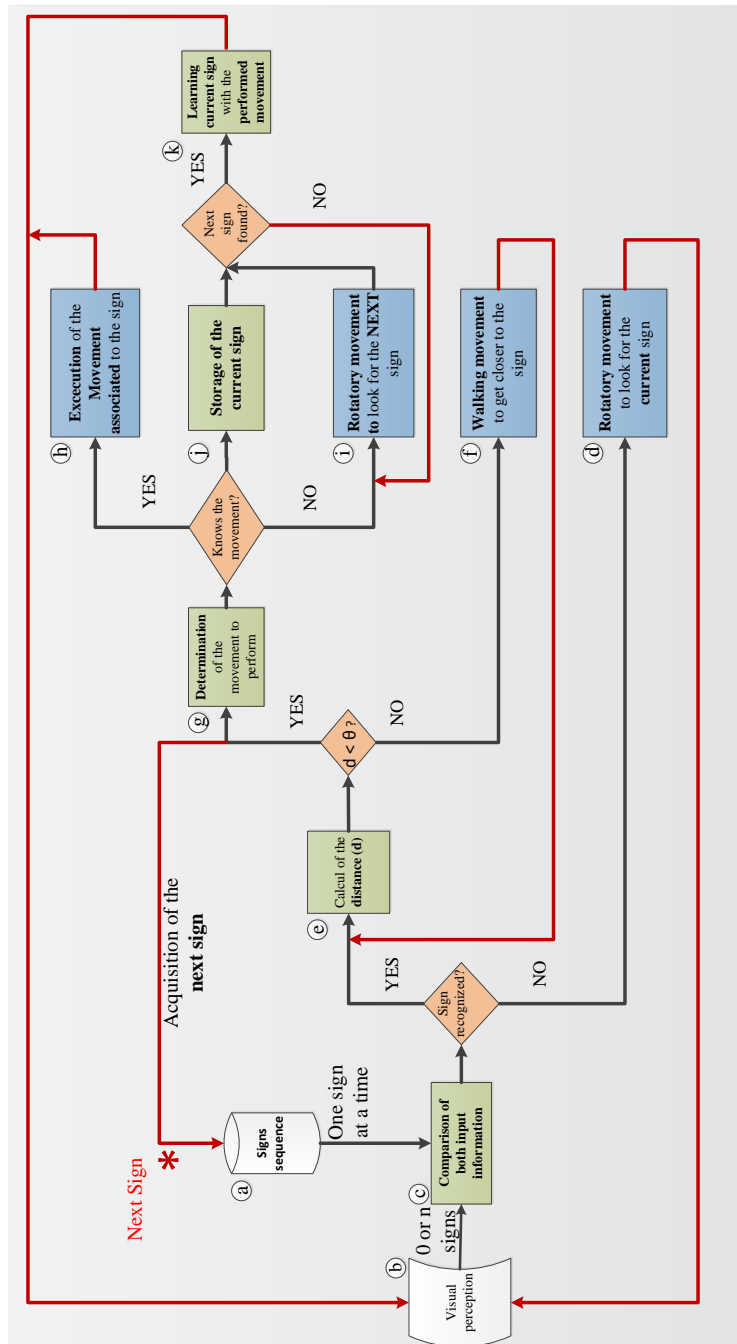 Next Sign
*
Acquisition of the
next sign
a
Signs
sequence
One sign
at a time
b
Visual
perception
0 or n
signs
c
Comparison of
both input
information
Sign
recognized?
YES
NO
e
Calcul of the
distance (d)
d < θ ?
YES
NO
g
Determination
of the
movement to
perform
Knows the
movement?
YES
NO
h
Excecution of the
Movement
associated to the sign
j
Storage of the
current sign
i
Rotatory movement
to look for the NEXT
sign
f
Walking movement
to get closer to the
sign
d
Rotatory movement
to look for the
current sign
Next
sign
found?
YES
NO
k
Learning
current sign
with the
performed
movement